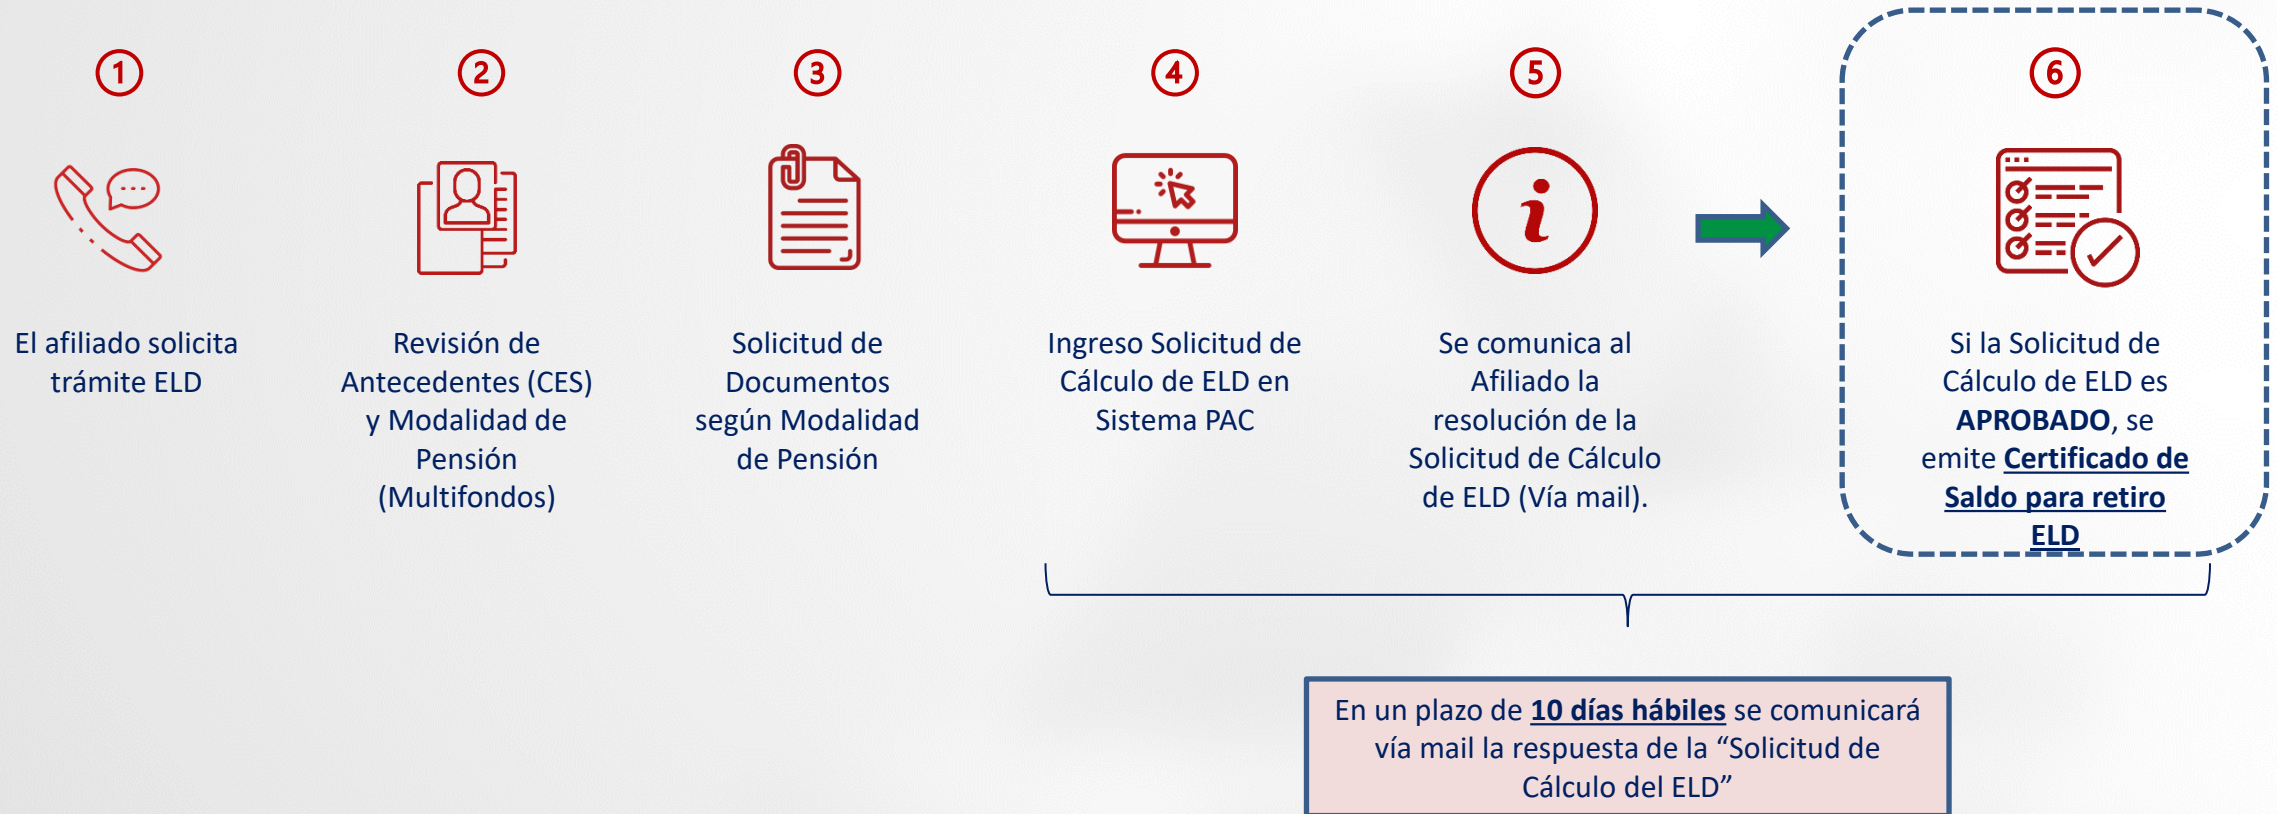 1
El afiliado solicita
trámite ELD
2
Revisión de
Antecedentes (CES)
y Modalidad de
Pensión
(Multifondos)
3
Solicitud de
Documentos
según Modalidad
de Pensión
4
Ingreso Solicitud de
Cálculo de ELD en
Sistema PAC
5
i
Se comunica al
Afiliado la
resolución de la
Solicitud de Cálculo
de ELD (Vía mail).
6
Si la Solicitud de
Cálculo de ELD es
APROBADO, se
emite Certificado de
Saldo para retiro
ELD
En un plazo de 10 días hábiles se comunicará
vía mail la respuesta de la “Solicitud de
Cálculo del ELD”